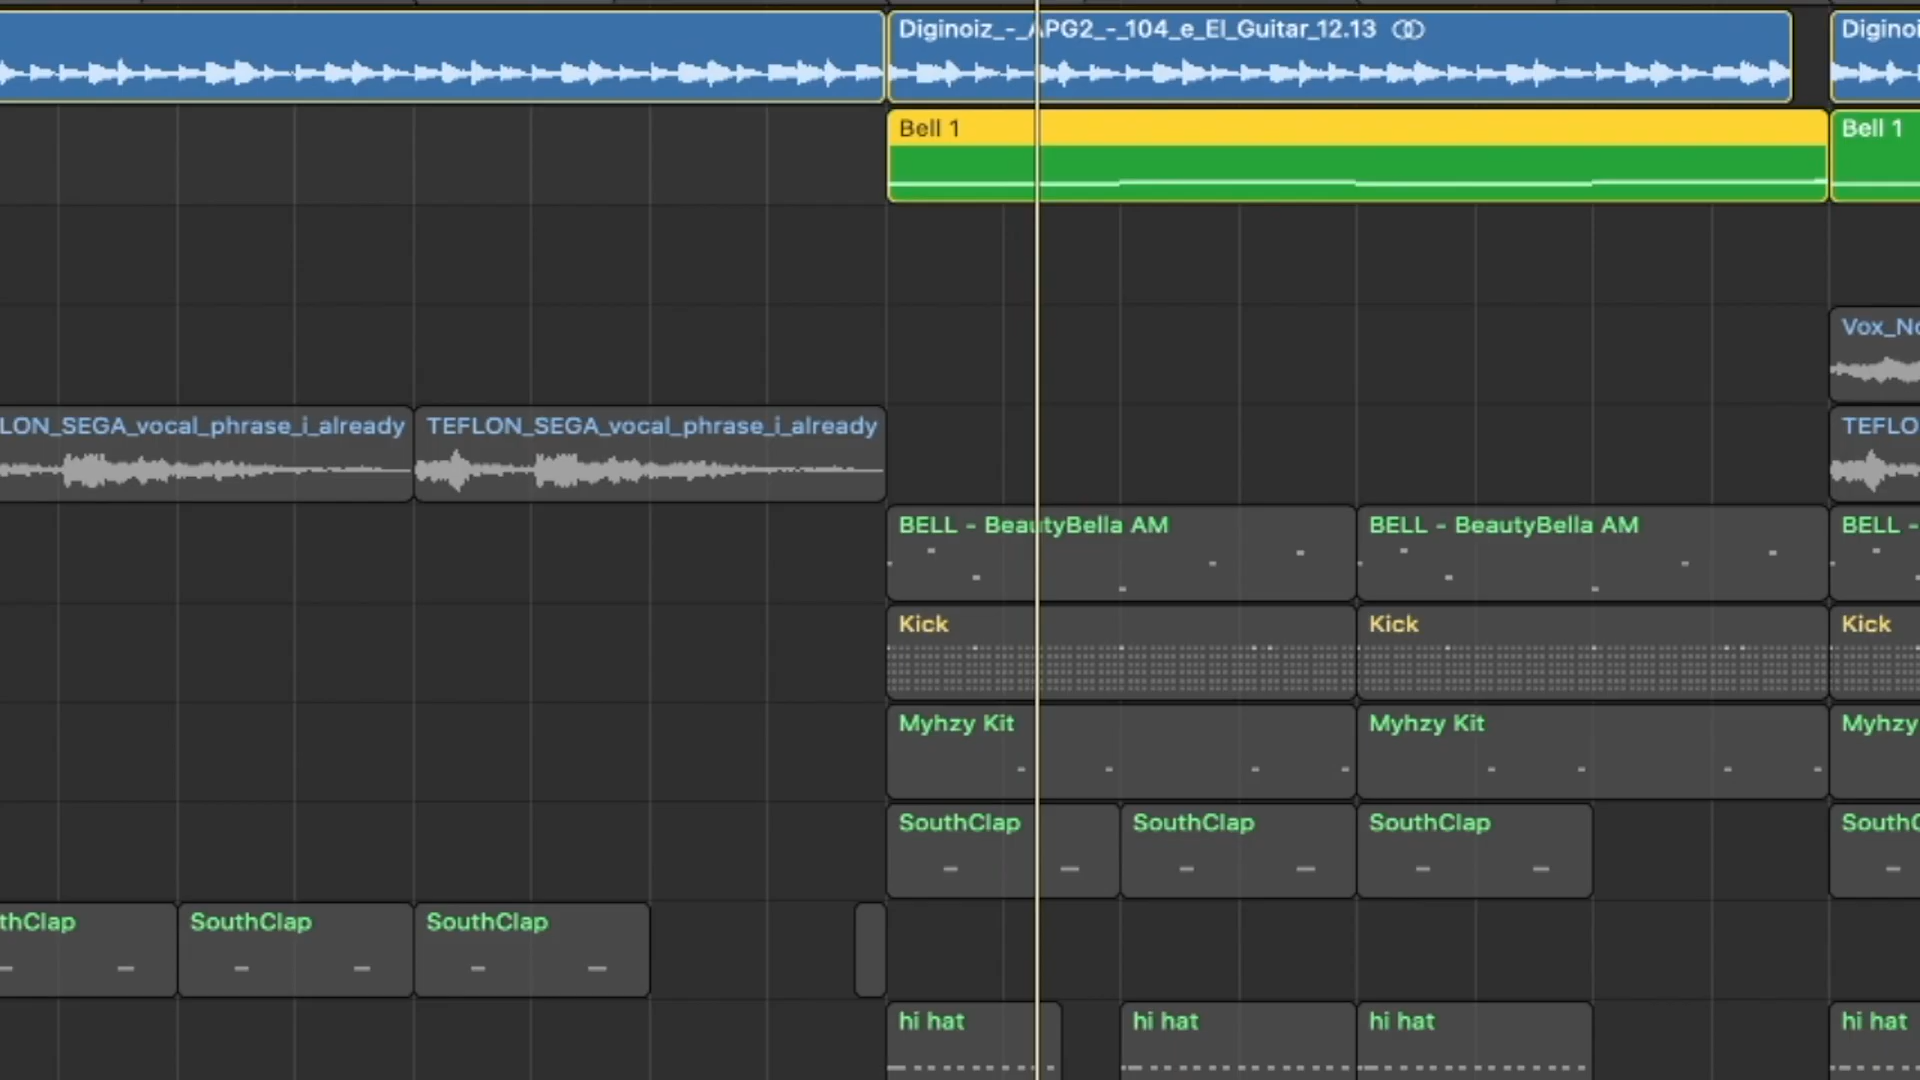 Diginoiz_-_APG2_-_104_e_El_Guitar_12.13 Diginoi
Bell 1 Bell 1
Vox_No
LON_SEGA_vocal_phrase_i_already TEFLON_SEGA_vocal_phrase_i_already TEFLO
BELL - BeautyBella AM BELL - BeautyBella AM BELL -
Kick Kick Kick
Myhzy Kit Myhzy Kit Myhzy
SouthClap SouthClap SouthClap SouthC
thClap SouthClap SouthClap
hi hat hi hat hi hat hi hat